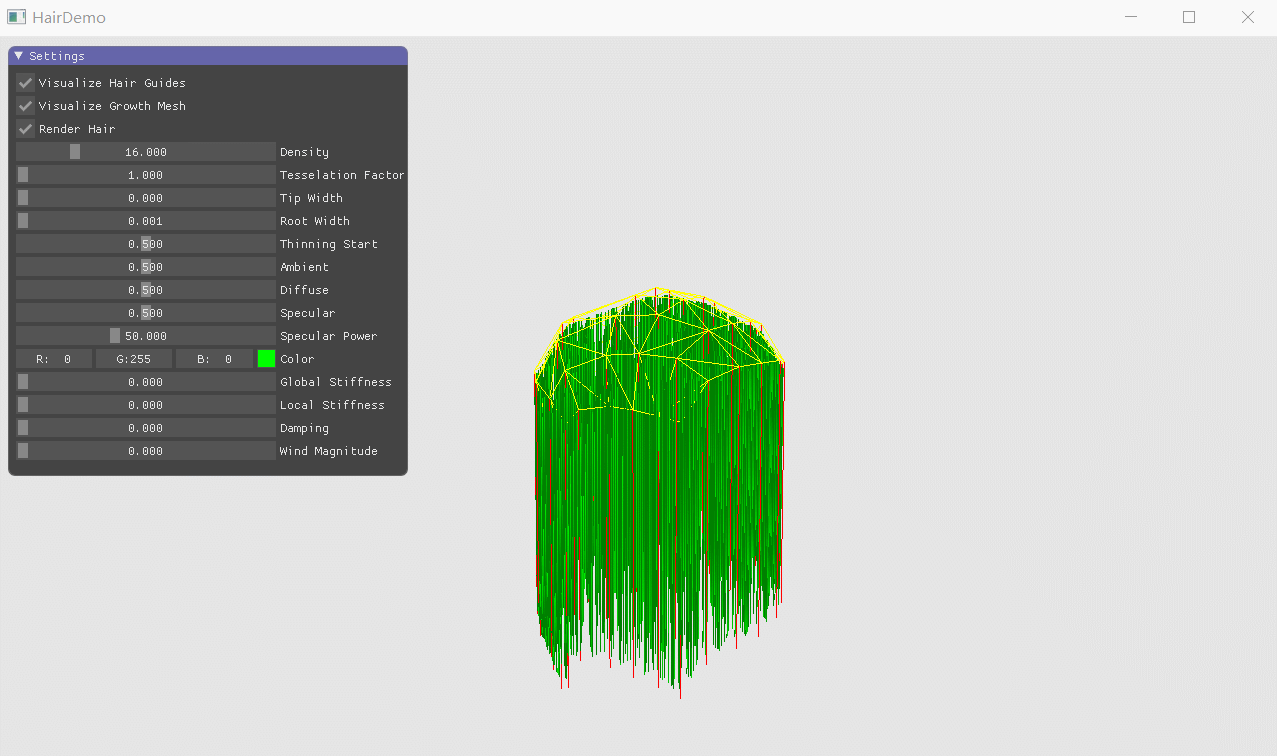 HairDemo
Settings
Visualize Hair Guides
Visualize Growth Mesh
Render Hair
16.000 Density
1.000 Tesselation Factor
0.000 Tip Width
0.001 Root Width
0.500 Thinning Start
0.500 Ambient
0.500 Diffuse
0.500 Specular
50.000 Specular Power
R: 0 G:255 B: 0 Color
0.000 Global Stiffness
0.000 Local Stiffness
0.000 Damping
0.000 Wind Magnitude